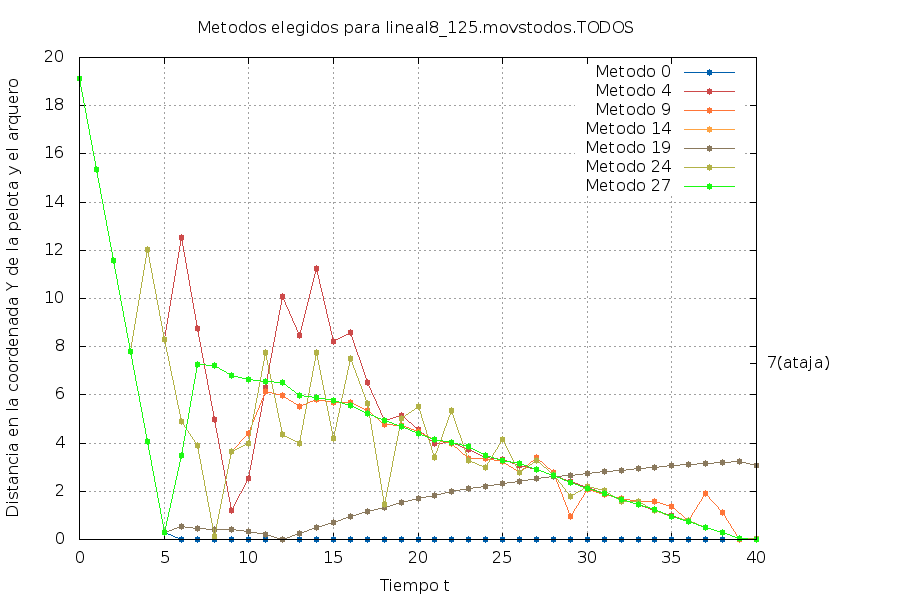 Metodos elegidos para lineal8_125.movstodos.TODOS
Distancia en la coordenada Y de la pelota y el arquero
20
18
16
14
12
10
8
6
4
2
0
Metodo 0
Metodo 4
Metodo 9
Metodo 14
Metodo 19
Metodo 24
Metodo 27
7(ataja)
0 5 10 15 20 25 30 35 40
Tiempo t